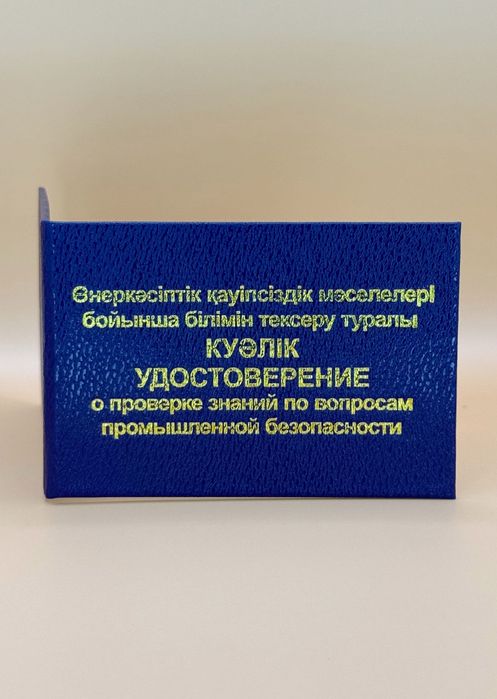 Өнеркәсіптік қауіпсіздік мәселелері
бойынша білімін тексеру туралы
КУӘЛІК
УДОСТОВЕРЕНИЕ
о проверке знаний по вопросам
промышленной безопасности